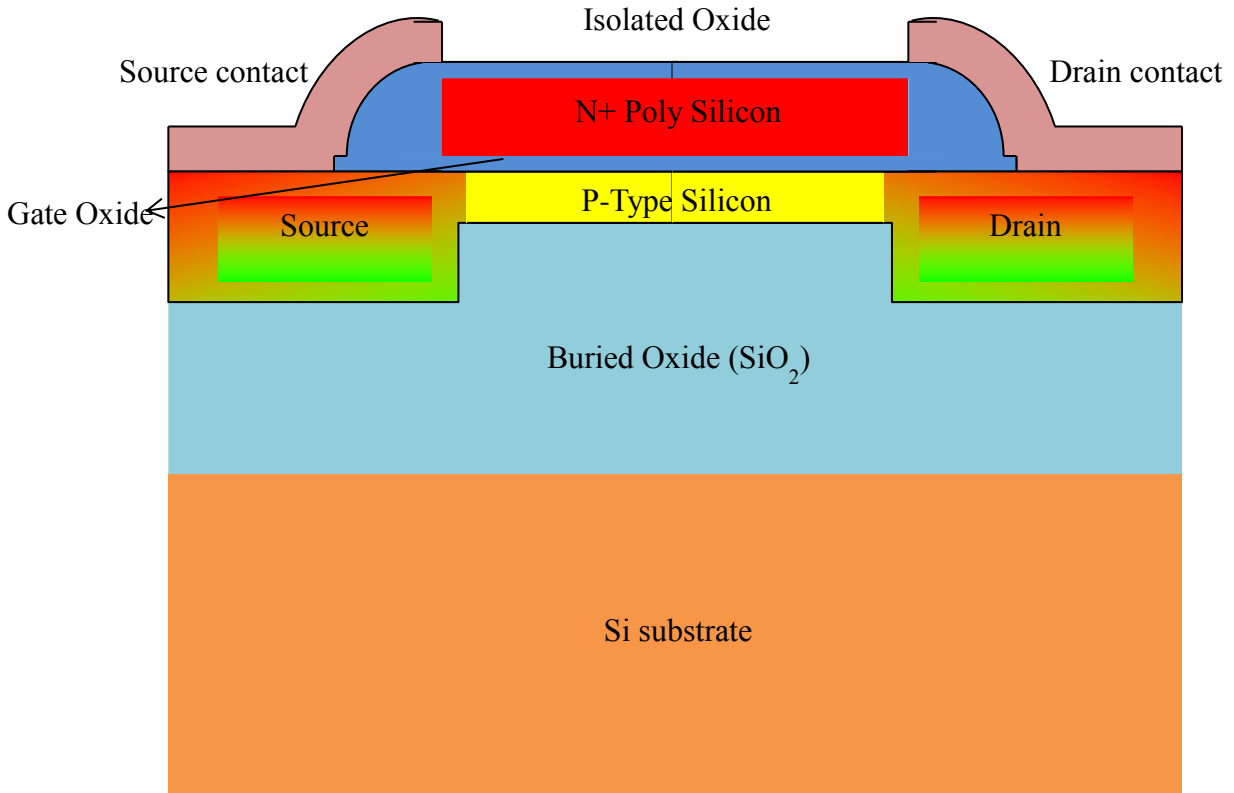 Isolated Oxide
Source contact
Drain contact
N+ Poly Silicon
P-Type Silicon
Gate Oxide
Source
Drain
Buried Oxide (SiO₂)
Si substrate